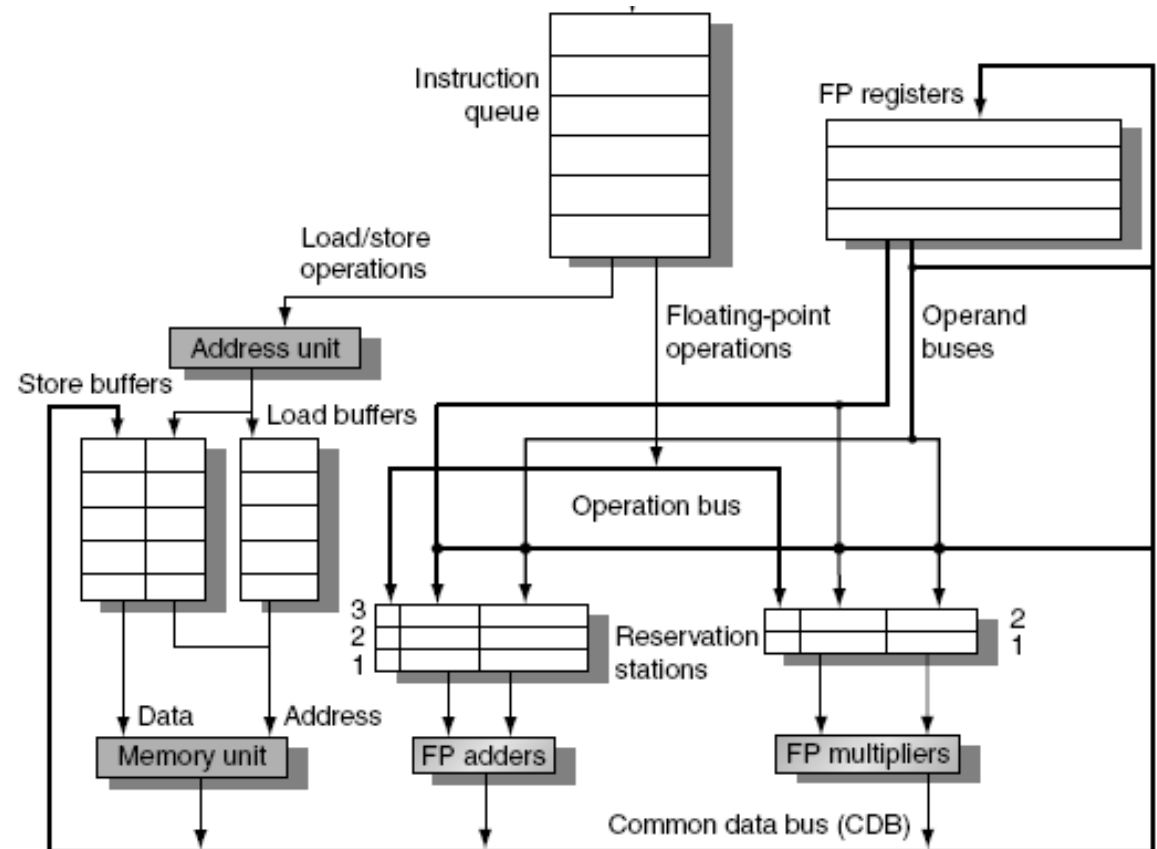 Instruction
queue
FP registers
Load/store
operations
Floating-point
operations
Operand
buses
Address unit
Store buffers
Load buffers
Operation bus
3
2
1
Reservation
stations
2
1
Data
Address
Memory unit
FP adders
FP multipliers
Common data bus (CDB)